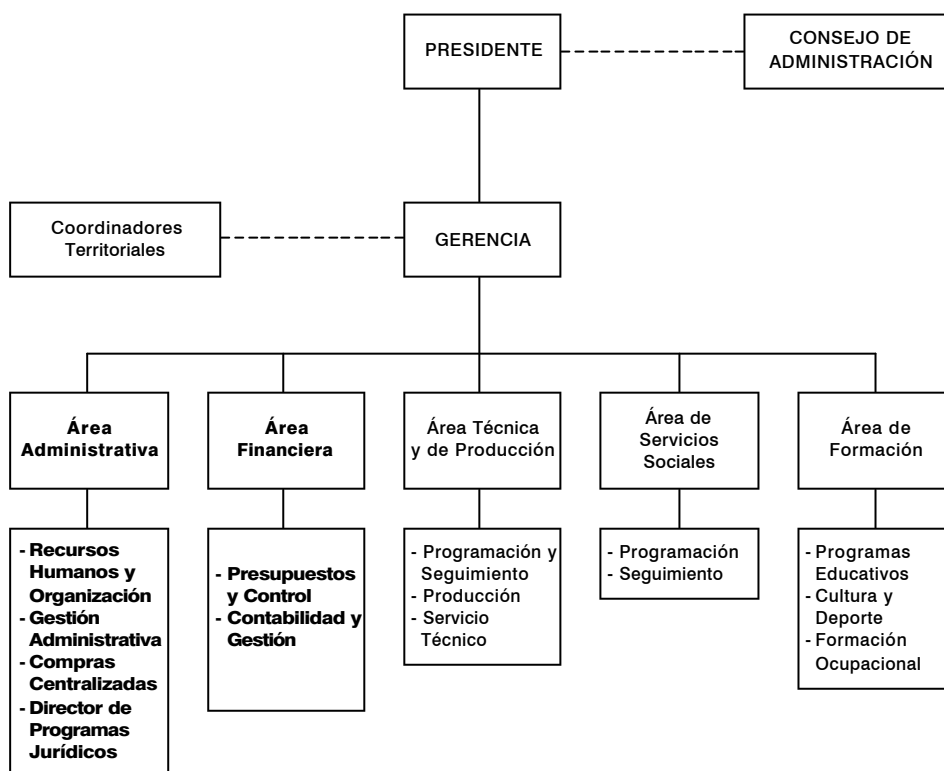 PRESIDENTE
CONSEJO DE
ADMINISTRACIÓN
Coordinadores
Territoriales
GERENCIA
Área
Administrativa
Área
Financiera
Área Técnica
y de Producción
Área de
Servicios
Sociales
Área de
Formación
- Recursos
Humanos y
Organización
- Gestión
Administrativa
- Compras
Centralizadas
- Director de
Programas
Jurídicos
- Presupuestos
y Control
- Contabilidad y
Gestión
- Programación y
Seguimiento
- Producción
- Servicio
Técnico
- Programación
- Seguimiento
- Programas
Educativos
- Cultura y
Deporte
- Formación
Ocupacional